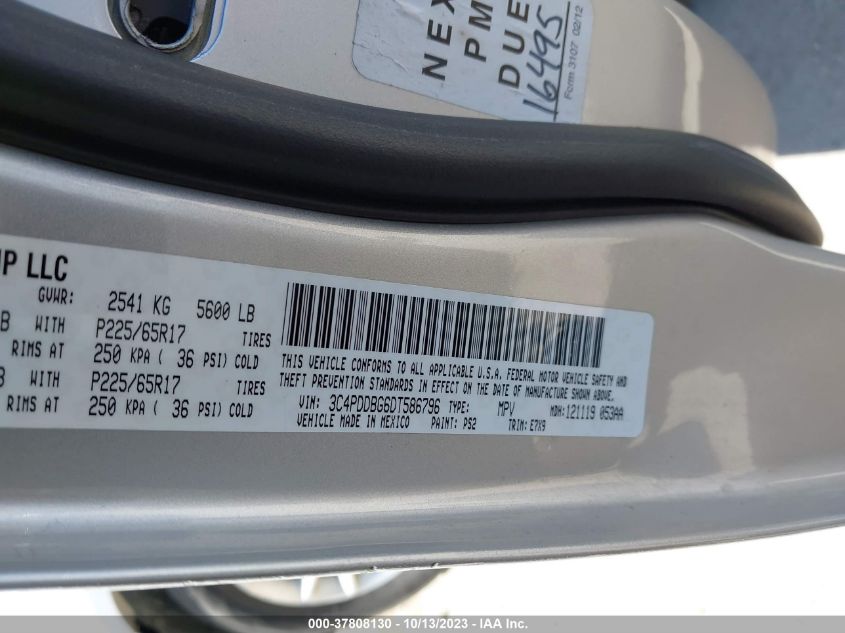 NEX
PM
DUE
16495
Form 3107 02/12
UP LLC
GVWR: 2541 KG 5600 LB
B WITH P225/65R17 TIRES
RIMS AT 250 KPA ( 36 PSI) COLD
B WITH P225/65R17 TIRES
RIMS AT 250 KPA ( 36 PSI) COLD
THIS VEHICLE CONFORMS TO ALL APPLICABLE U.S.A. FEDERAL MOTOR VEHICLE SAFETY AND
THEFT PREVENTION STANDARDS IN EFFECT ON THE DATE OF MANUFACTURE SHOWN ABOVE.
VIN: 3C4PDDBG6DT586796 TYPE: MPV MDH:121119 053AA
VEHICLE MADE IN MEXICO PAINT: PS2 TRIM: E7X9
000-37808130 - 10/13/2023 - IAA Inc.